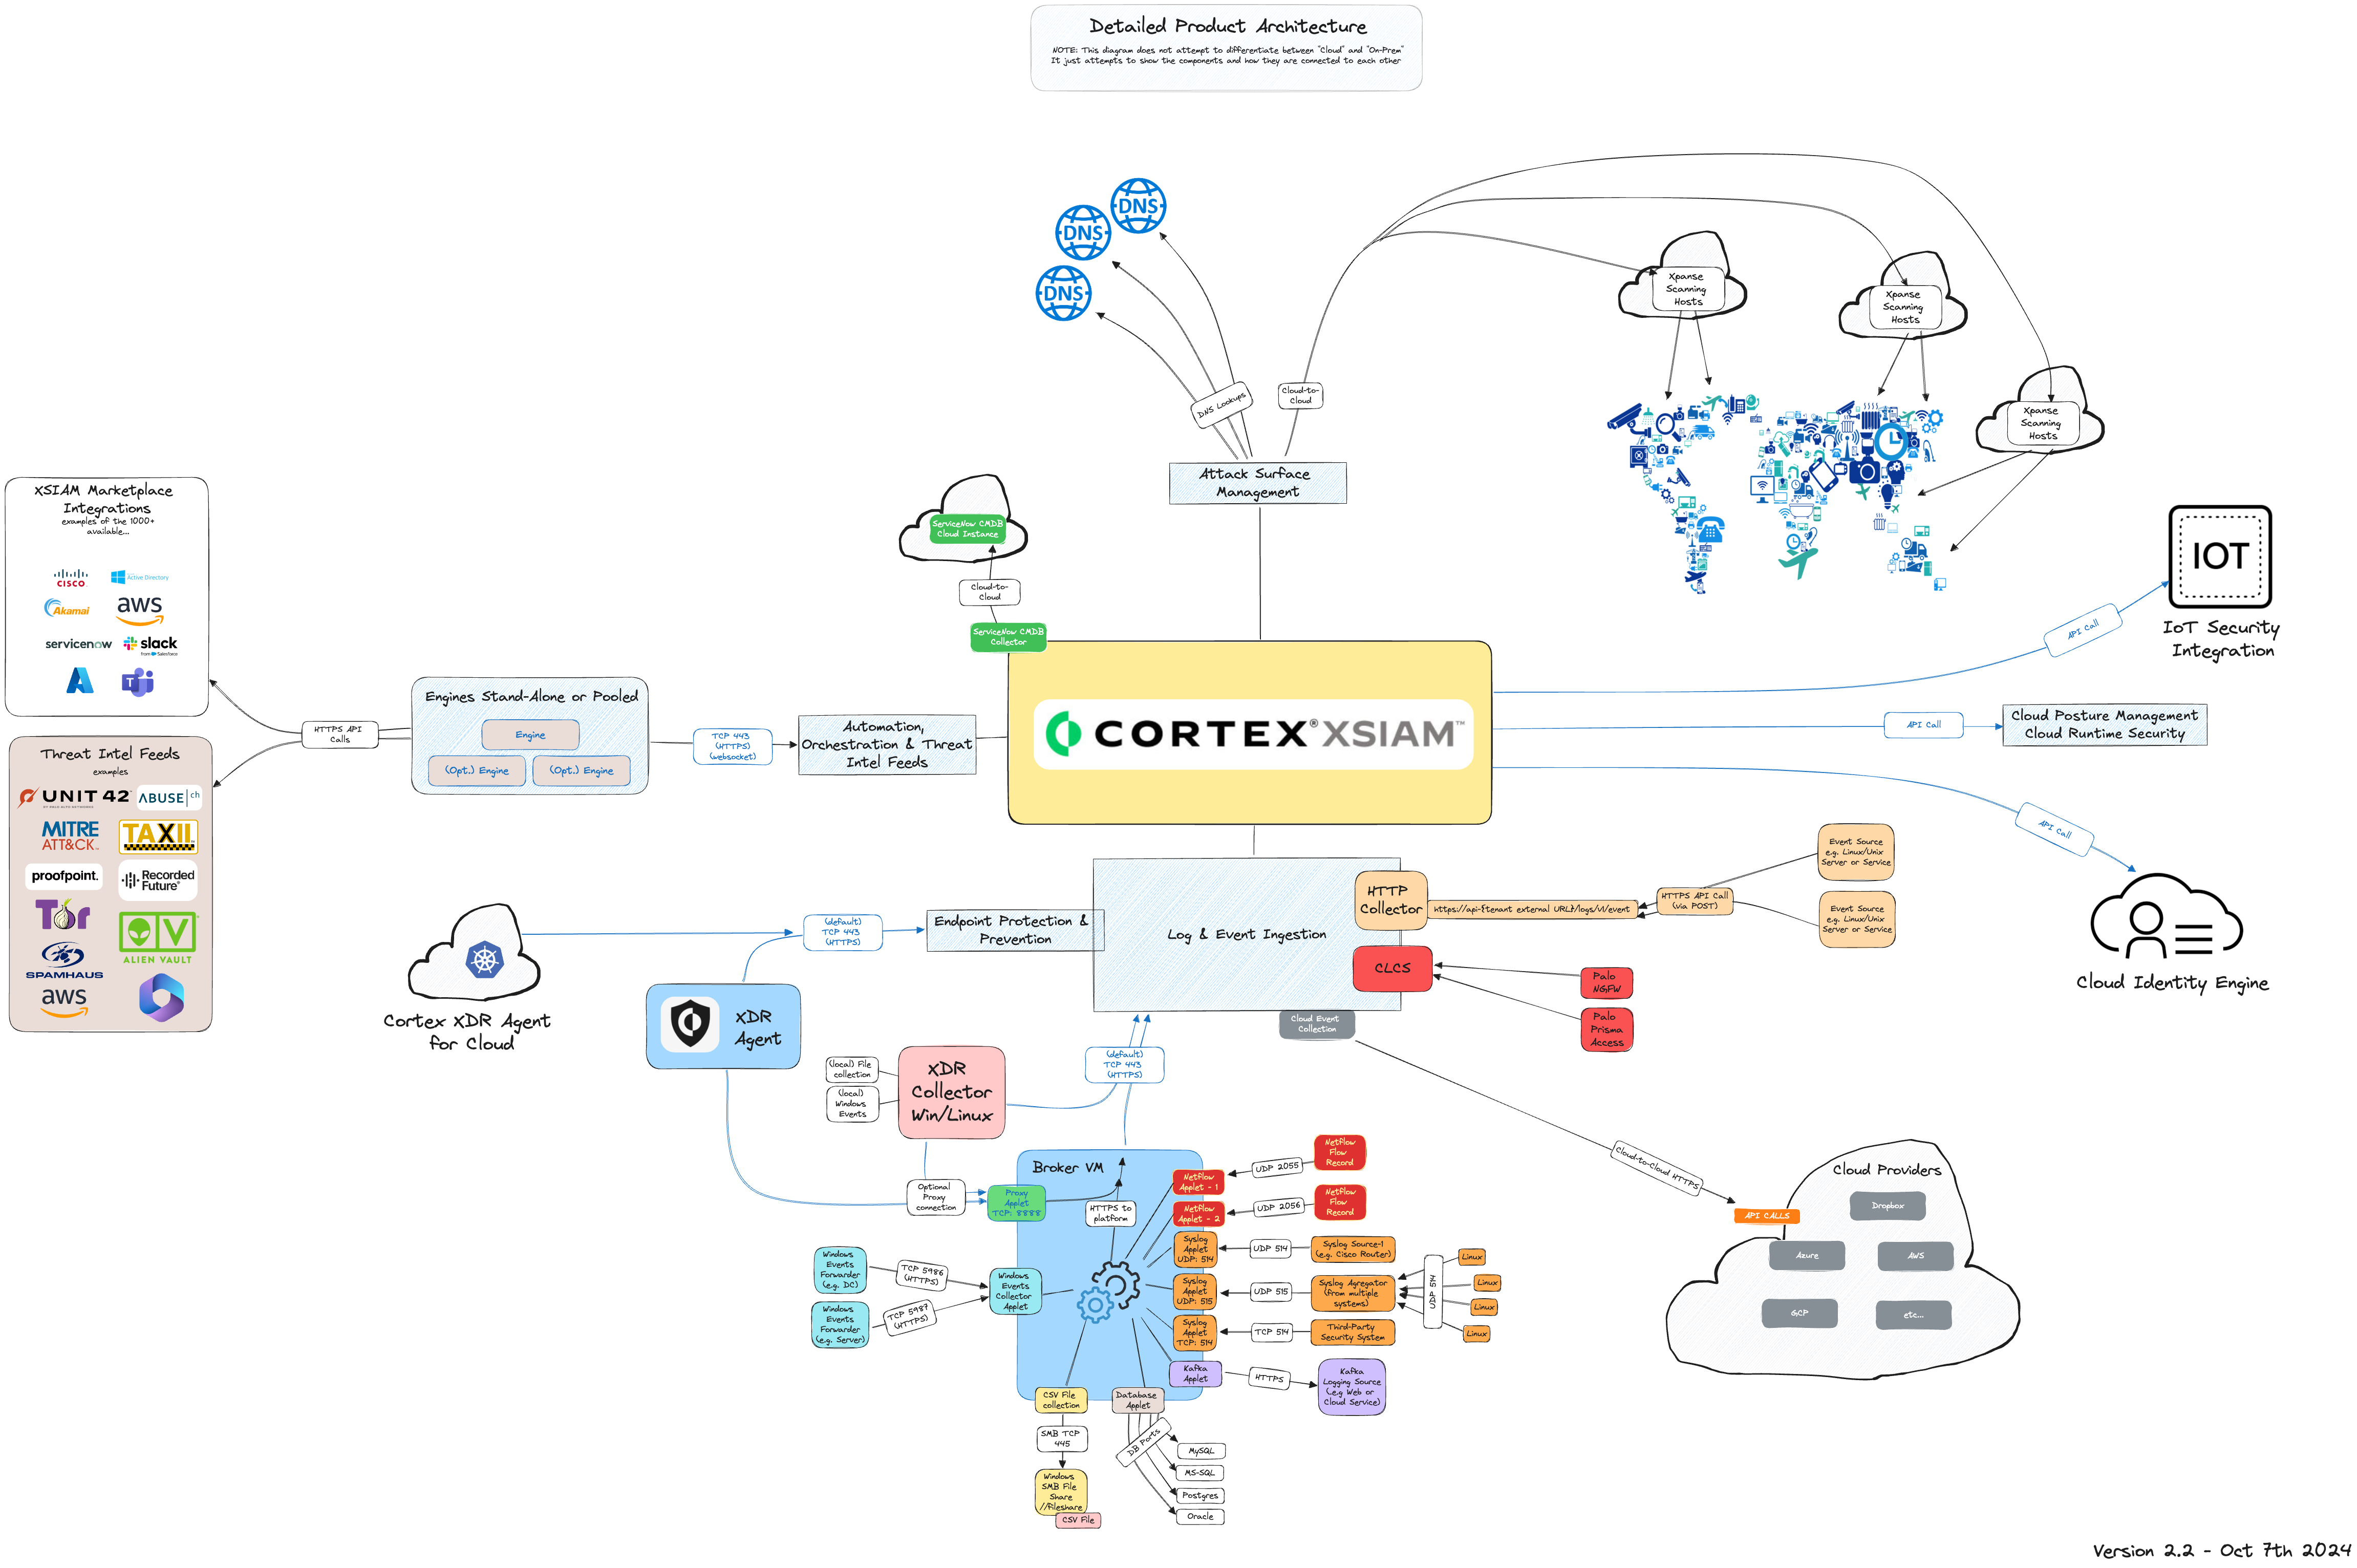 Detailed Product Architecture
NOTE: This diagram does not attempt to differentiate between "Cloud" and "On-Prem"
It just attempts to show the components and how they are connected to each other
DNS
DNS
DNS
DNS Lookups
Cloud-to-
Cloud
Xpanse
Scanning
Hosts
Xpanse
Scanning
Hosts
Xpanse
Scanning
Hosts
Attack Surface
Management
ServiceNow CMDB
Cloud Instance
Cloud-to-
Cloud
ServiceNow CMDB
Collector
XSIAM Marketplace
Integrations
examples of the 1000+
available...
CISCO
Active Directory
Akamai
aws
servicenow
slack
from Salesforce
T
HTTPS API
Calls
Threat Intel Feeds
examples
UNIT 42
BY PALO ALTO NETWORKS
ABUSE|ch
MITRE
ATT&CK™
TAXII
proofpoint.
Recorded
Future®
Tor
ALIEN VAULT
SPAMHAUS
aws
Engines Stand-Alone or Pooled
Engine
(Opt.) Engine
(Opt.) Engine
TCP 443
(HTTPS)
(websocket)
Automation,
Orchestration & Threat
Intel Feeds
CORTEX® XSIAM™
IOT
IoT Security
Integration
API Call
API Call
Cloud Posture Management
Cloud Runtime Security
API Call
Cloud Identity Engine
Cortex XDR Agent
for Cloud
(default)
TCP 443
(HTTPS)
Endpoint Protection &
Prevention
Log & Event Ingestion
HTTP
Collector
https://api-{tenant external URL}/logs/v1/event
HTTPS API Call
(via POST)
Event Source
e.g. Linux/Unix
Server or Service
Event Source
e.g. Linux/Unix
Server or Service
CLCS
Palo
NGFW
Palo
Prisma
Access
Cloud Event
Collection
XDR
Agent
(local) File
collection
(local)
Windows
Events
XDR
Collector
Win/Linux
(default)
TCP 443
(HTTPS)
Optional
Proxy
connection
Broker VM
Proxy
Applet
TCP: 8888
HTTPS to
platform
Netflow
Applet - 1
UDP 2055
Netflow
Flow
Record
Netflow
Applet - 2
UDP 2056
Netflow
Flow
Record
Syslog
Applet
UDP: 514
UDP 514
Syslog Source-1
(e.g. Cisco Router)
Syslog
Applet
UDP: 515
UDP 515
Syslog Agregator
(from multiple
systems)
UDP 514
Linux
Linux
Linux
Linux
Syslog
Applet
TCP: 514
TCP 514
Third-Party
Security System
Kafka
Applet
HTTPS
Kafka
Logging Source
(e.g Web or
Cloud Service)
Windows
Events
Forwarder
(e.g. DC)
TCP 5986
(HTTPS)
Windows
Events
Forwarder
(e.g. Server)
TCP 5987
(HTTPS)
Windows
Events
Collector
Applet
CSV File
collection
SMB TCP
445
Windows
SMB File
Share
//fileshare
CSV File
Database
Applet
DB Ports
MySQL
MS-SQL
Postgres
Oracle
Cloud-to-Cloud HTTPS
API CALLS
Cloud Providers
Dropbox
Azure
AWS
GCP
etc...
Version 2.2 - Oct 7th 2024